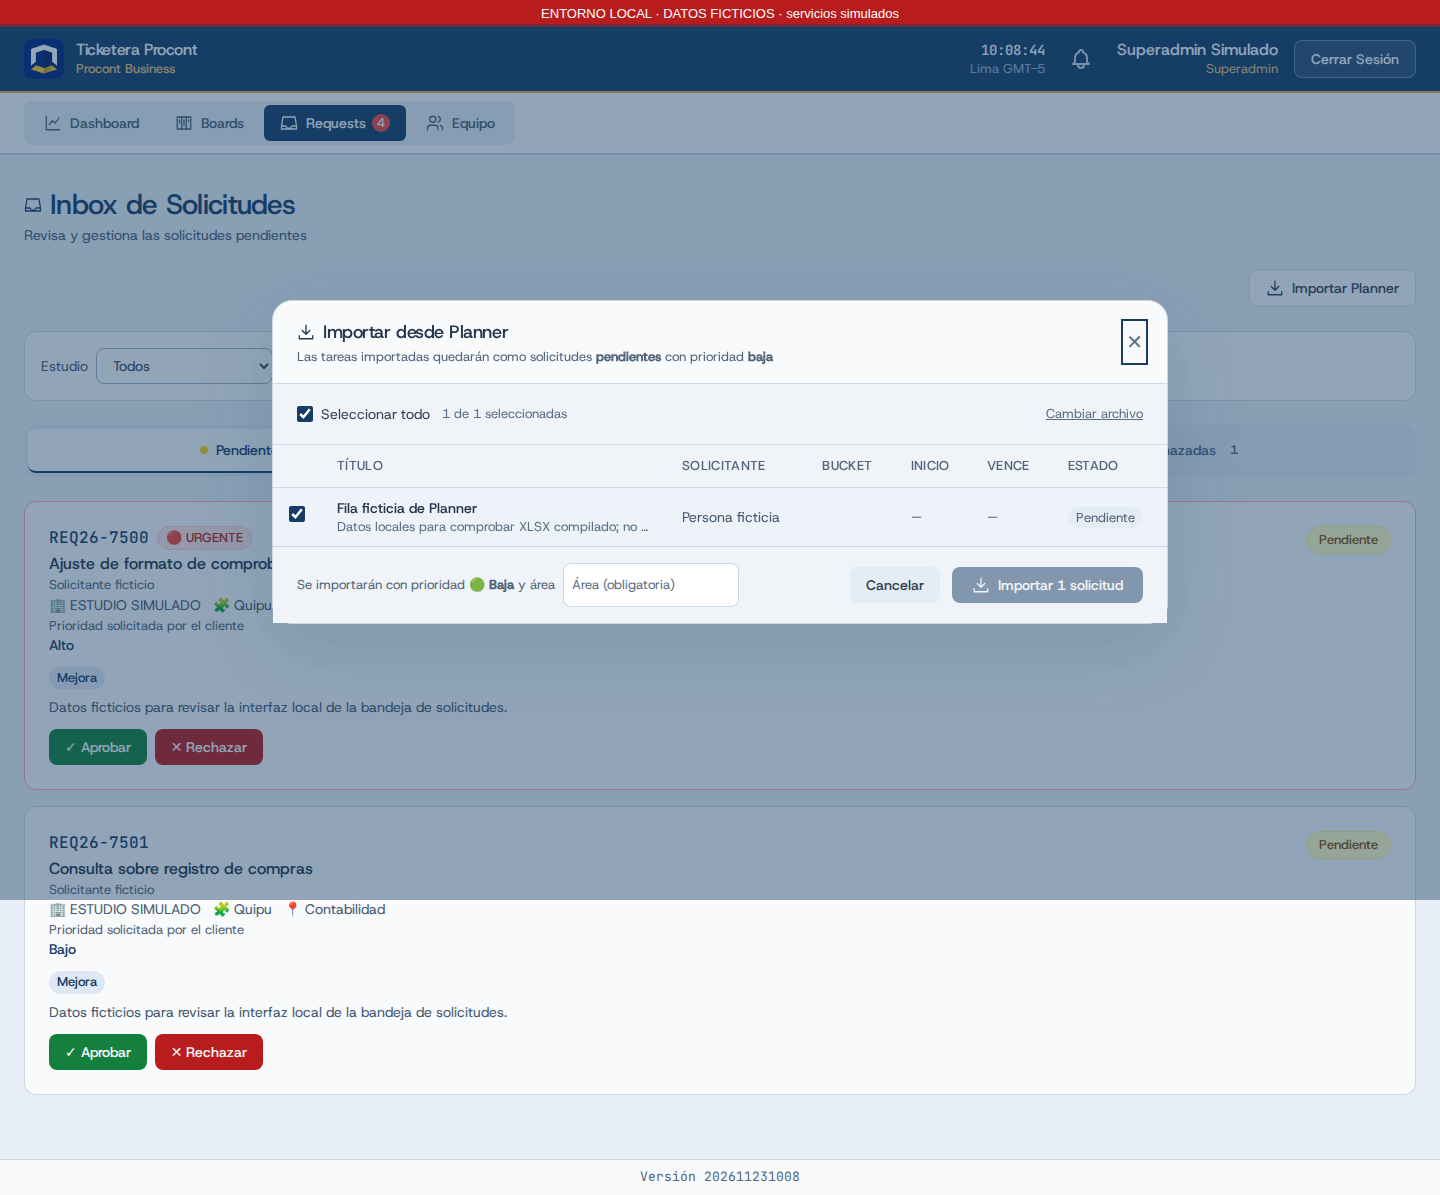 ENTORNO LOCAL · DATOS FICTICIOS · servicios simulados
Ticketera Procont
Procont Business
10:08:44
Lima GMT-5
Superadmin Simulado
Superadmin
Cerrar Sesión
Dashboard
Boards
Requests 4
Equipo
Inbox de Solicitudes
Revisa y gestiona las solicitudes pendientes
Importar Planner
Estudio Todos
Importar desde Planner
Las tareas importadas quedarán como solicitudes pendientes con prioridad baja
✕
Seleccionar todo 1 de 1 seleccionadas
Cambiar archivo
TÍTULO SOLICITANTE BUCKET INICIO VENCE ESTADO
Fila ficticia de Planner
Datos locales para comprobar XLSX compilado; no …
Persona ficticia — — Pendiente
Se importarán con prioridad 🟢 Baja y área Área (obligatoria)
Cancelar
Importar 1 solicitud
1
REQ26-7500 🔴 URGENTE
Pendiente
Solicitante ficticio
🏢 ESTUDIO SIMULADO 🧩 Quipu
Prioridad solicitada por el cliente
Alto
Mejora
Datos ficticios para revisar la interfaz local de la bandeja de solicitudes.
✓ Aprobar ✕ Rechazar
REQ26-7501
Pendiente
Consulta sobre registro de compras
Solicitante ficticio
🏢 ESTUDIO SIMULADO 🧩 Quipu 📍 Contabilidad
Prioridad solicitada por el cliente
Bajo
Mejora
Datos ficticios para revisar la interfaz local de la bandeja de solicitudes.
✓ Aprobar ✕ Rechazar
Versión 202611231008